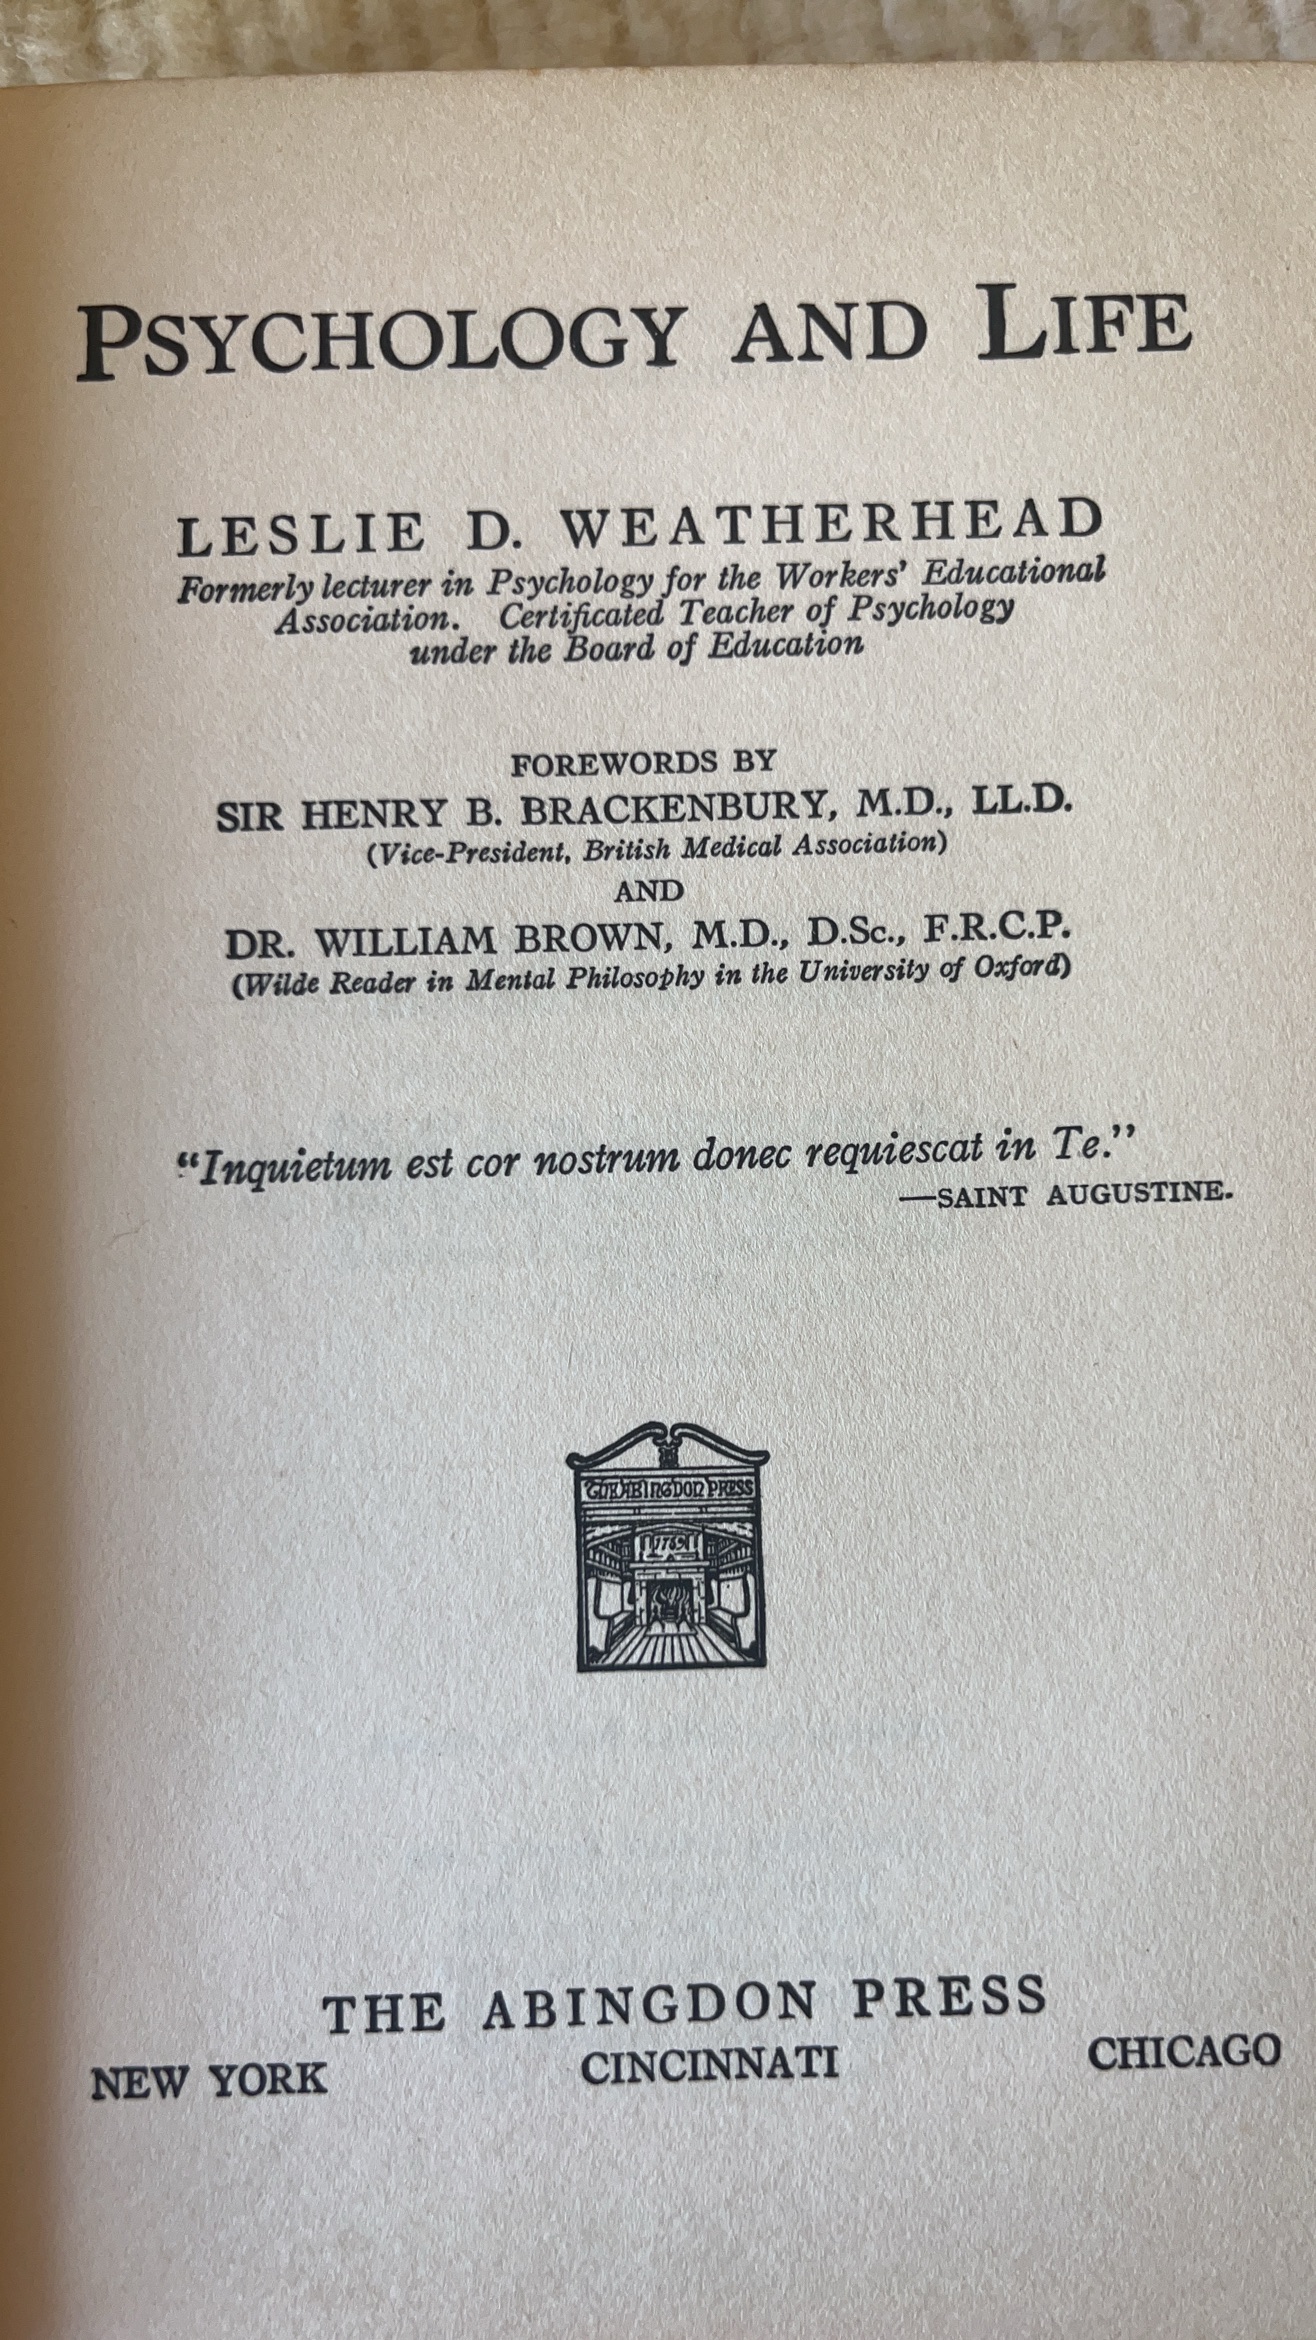 PSYCHOLOGY AND LIFE
LESLIE D. WEATHERHEAD
Formerly lecturer in Psychology for the Workers' Educational
Association. Certificated Teacher of Psychology
under the Board of Education
FOREWORDS BY
SIR HENRY B. BRACKENBURY, M.D., LL.D.
(Vice-President, British Medical Association)
AND
DR. WILLIAM BROWN, M.D., D.Sc., F.R.C.P.
(Wilde Reader in Mental Philosophy in the University of Oxford)
“Inquietum est cor nostrum donec requiescat in Te.”
—SAINT AUGUSTINE.
THE ABINGDON PRESS
1789
THE ABINGDON PRESS
NEW YORK CINCINNATI CHICAGO